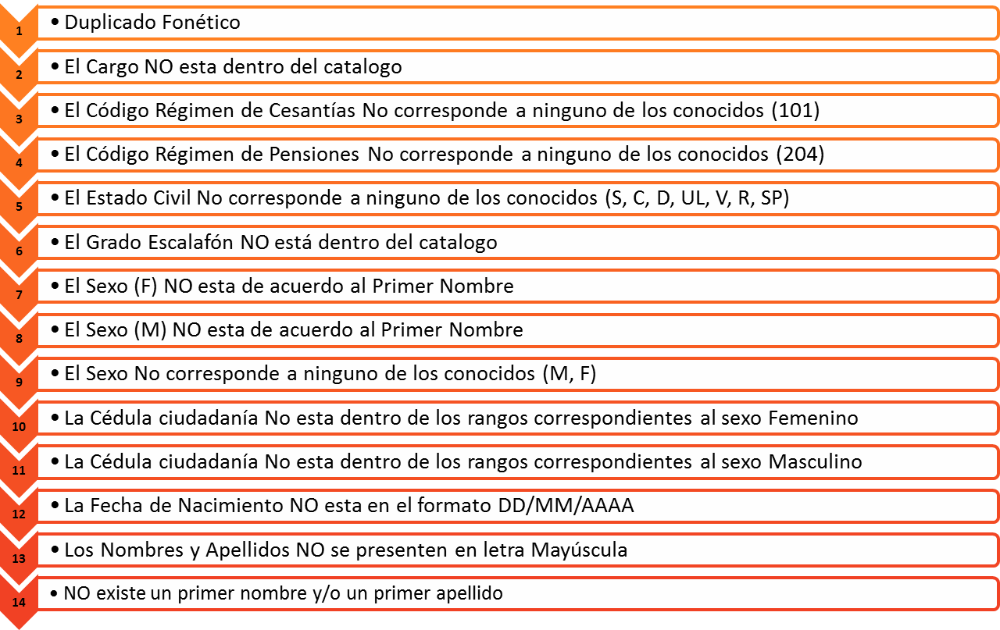 1 • Duplicado Fonético
2 • El Cargo NO esta dentro del catalogo
3 • El Código Régimen de Cesantías No corresponde a ninguno de los conocidos (101)
4 • El Código Régimen de Pensiones No corresponde a ninguno de los conocidos (204)
5 • El Estado Civil No corresponde a ninguno de los conocidos (S, C, D, UL, V, R, SP)
6 • El Grado Escalafón NO está dentro del catalogo
7 • El Sexo (F) NO esta de acuerdo al Primer Nombre
8 • El Sexo (M) NO esta de acuerdo al Primer Nombre
9 • El Sexo No corresponde a ninguno de los conocidos (M, F)
10 • La Cédula ciudadanía No esta dentro de los rangos correspondientes al sexo Femenino
11 • La Cédula ciudadanía No esta dentro de los rangos correspondientes al sexo Masculino
12 • La Fecha de Nacimiento NO esta en el formato DD/MM/AAAA
13 • Los Nombres y Apellidos NO se presenten en letra Mayúscula
14 • NO existe un primer nombre y/o un primer apellido